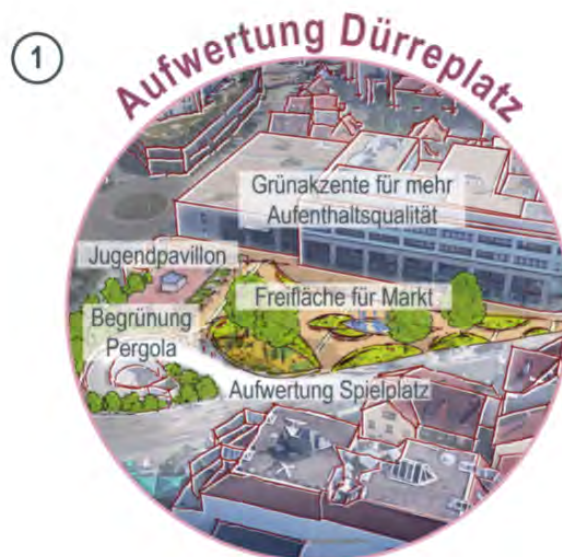 1
Aufwertung Dürreplatz
Grünakzente für mehr
Aufenthaltsqualität
Jugendpavillon
Freifläche für Markt
Begrünung
Pergola
Aufwertung Spielplatz